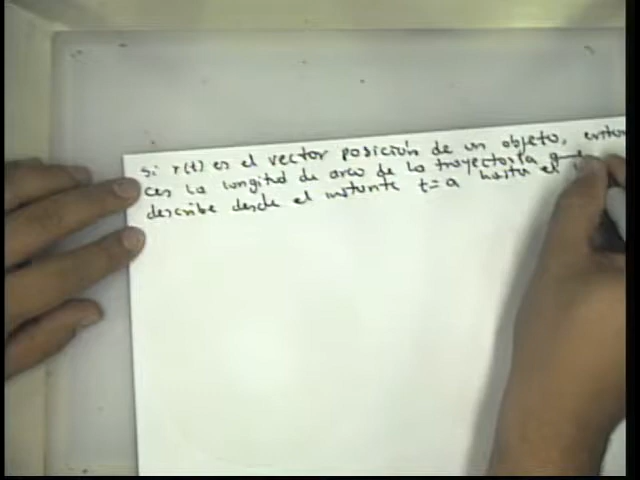 si r(t) es el vector posición de un objeto, enton
ces la longitud de arco de la trayectoria que
describe desde el instante t=a hasta el